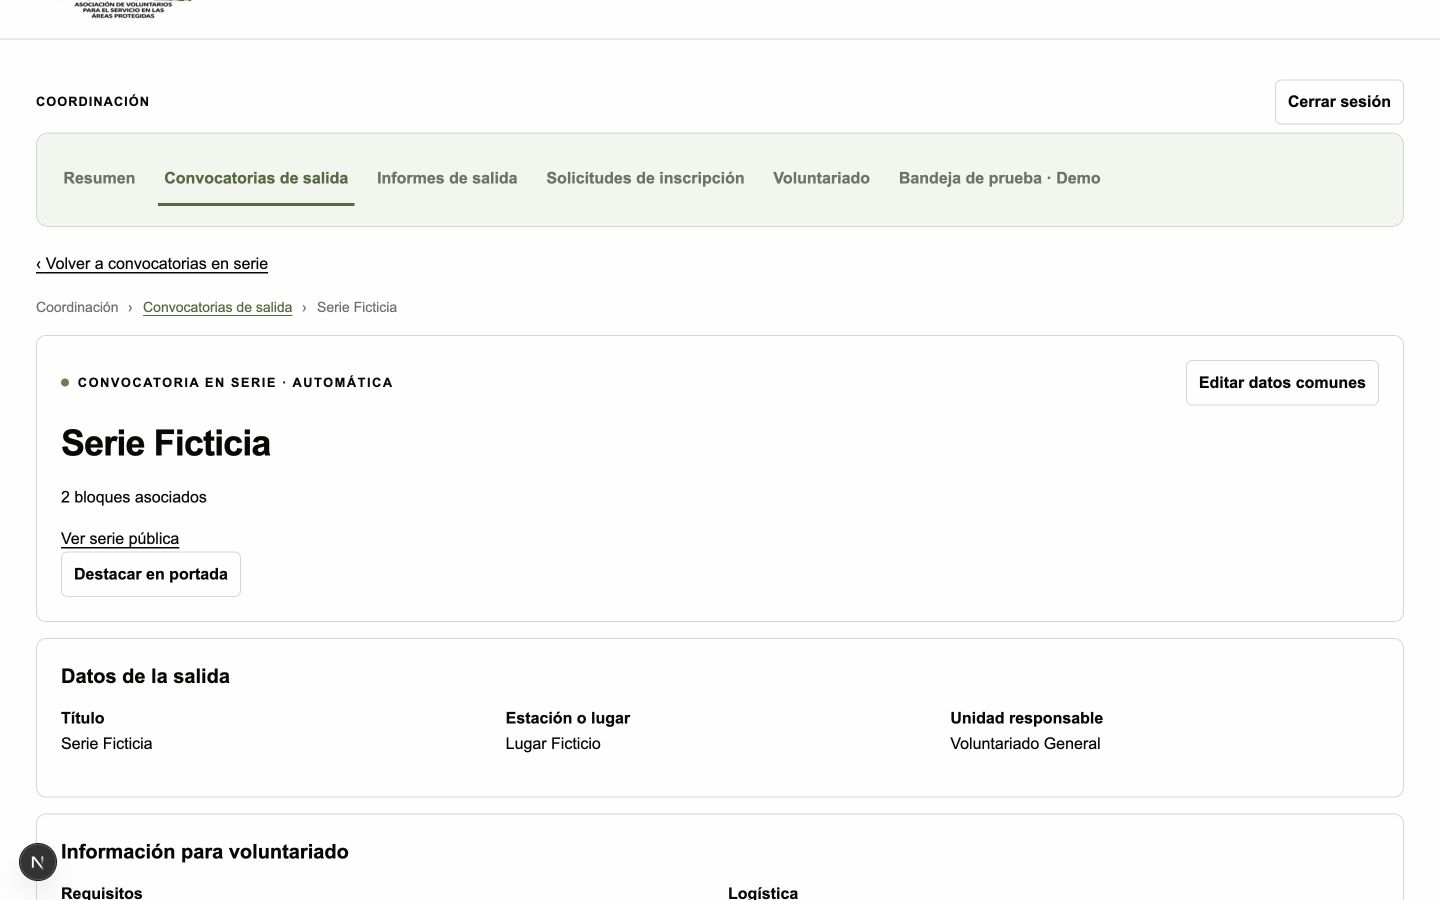 ASOCIACIÓN DE VOLUNTARIOS
PARA EL SERVICIO EN LAS
ÁREAS PROTEGIDAS
COORDINACIÓN
Cerrar sesión
Resumen
Convocatorias de salida
Informes de salida
Solicitudes de inscripción
Voluntariado
Bandeja de prueba · Demo
‹ Volver a convocatorias en serie
Coordinación › Convocatorias de salida › Serie Ficticia
CONVOCATORIA EN SERIE · AUTOMÁTICA
Editar datos comunes
Serie Ficticia
2 bloques asociados
Ver serie pública
Destacar en portada
Datos de la salida
Título
Serie Ficticia
Estación o lugar
Lugar Ficticio
Unidad responsable
Voluntariado General
Información para voluntariado
N
Requisitos
Logística